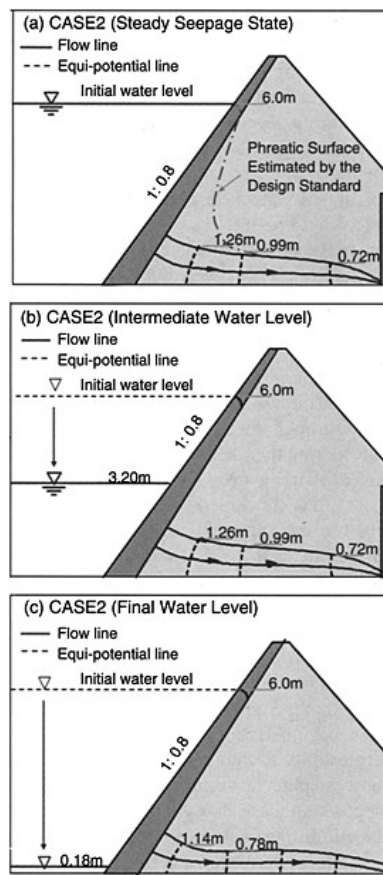 (a) CASE2 (Steady Seepage State)
Flow line
Equi-potential line
Initial water level
6.0m
1: 0.8
Phreatic Surface
Estimated by the
Design Standard
1.26m
0.99m
0.72m
(b) CASE2 (Intermediate Water Level)
Flow line
Equi-potential line
Initial water level
6.0m
1: 0.8
3.20m
1.26m
0.99m
0.72m
(c) CASE2 (Final Water Level)
Flow line
Equi-potential line
Initial water level
6.0m
1: 0.8
0.18m
1.14m
0.78m